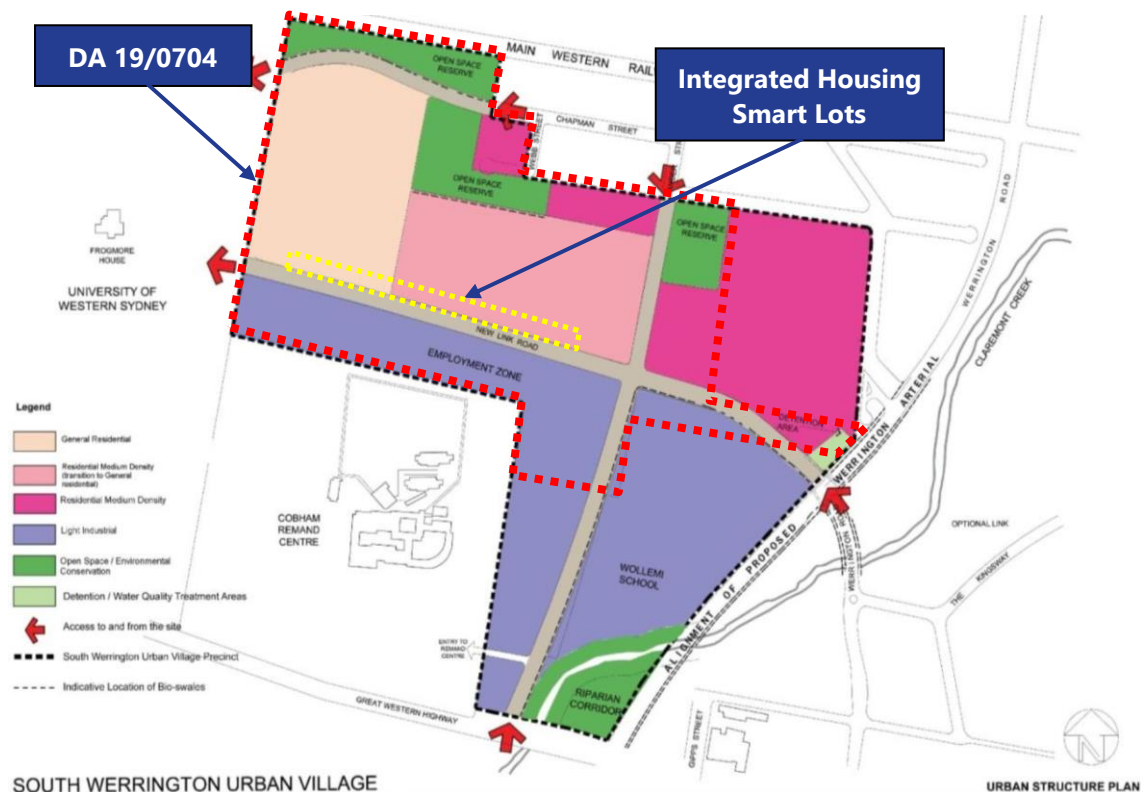 DA 19/0704
Integrated Housing
Smart Lots
MAIN WESTERN
OPEN SPACE
RESERVE
CHAPMAN STREET
OPEN SPACE
RESERVE
OPEN SPACE
RESERVE
WERRINGTON ROAD
CLAREMONT CREEK
FROGMORE
HOUSE
UNIVERSITY OF
WESTERN SYDNEY
NEW LINK ROAD
EMPLOYMENT ZONE
DETENTION
AREA
ALIGNMENT OF PROPOSED WERRINGTON ARTERIAL
OPTIONAL LINK
THE KINGSWAY
COBHAM
REMAND
CENTRE
WOLLEMI
SCHOOL
ENTRY TO
REMAND
CENTRE
RIPARIAN
CORRIDOR
GREAT WESTERN HIGHWAY
GIPPS STREET
Legend
General Residential
Residential Medium Density
(transition to General
residential)
Residential Medium Density
Light Industrial
Open Space / Environmental
Conservation
Detention / Water Quality Treatment Areas
Access to and from the site
South Werrington Urban Village Precinct
Indicative Location of Bio-swales
N
SOUTH WERRINGTON URBAN VILLAGE
URBAN STRUCTURE PLAN